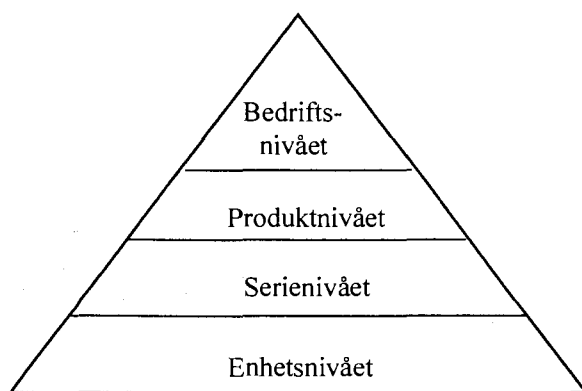 Bedrifts-
nivået
Produktnivået
Serienivået
Enhetsnivået